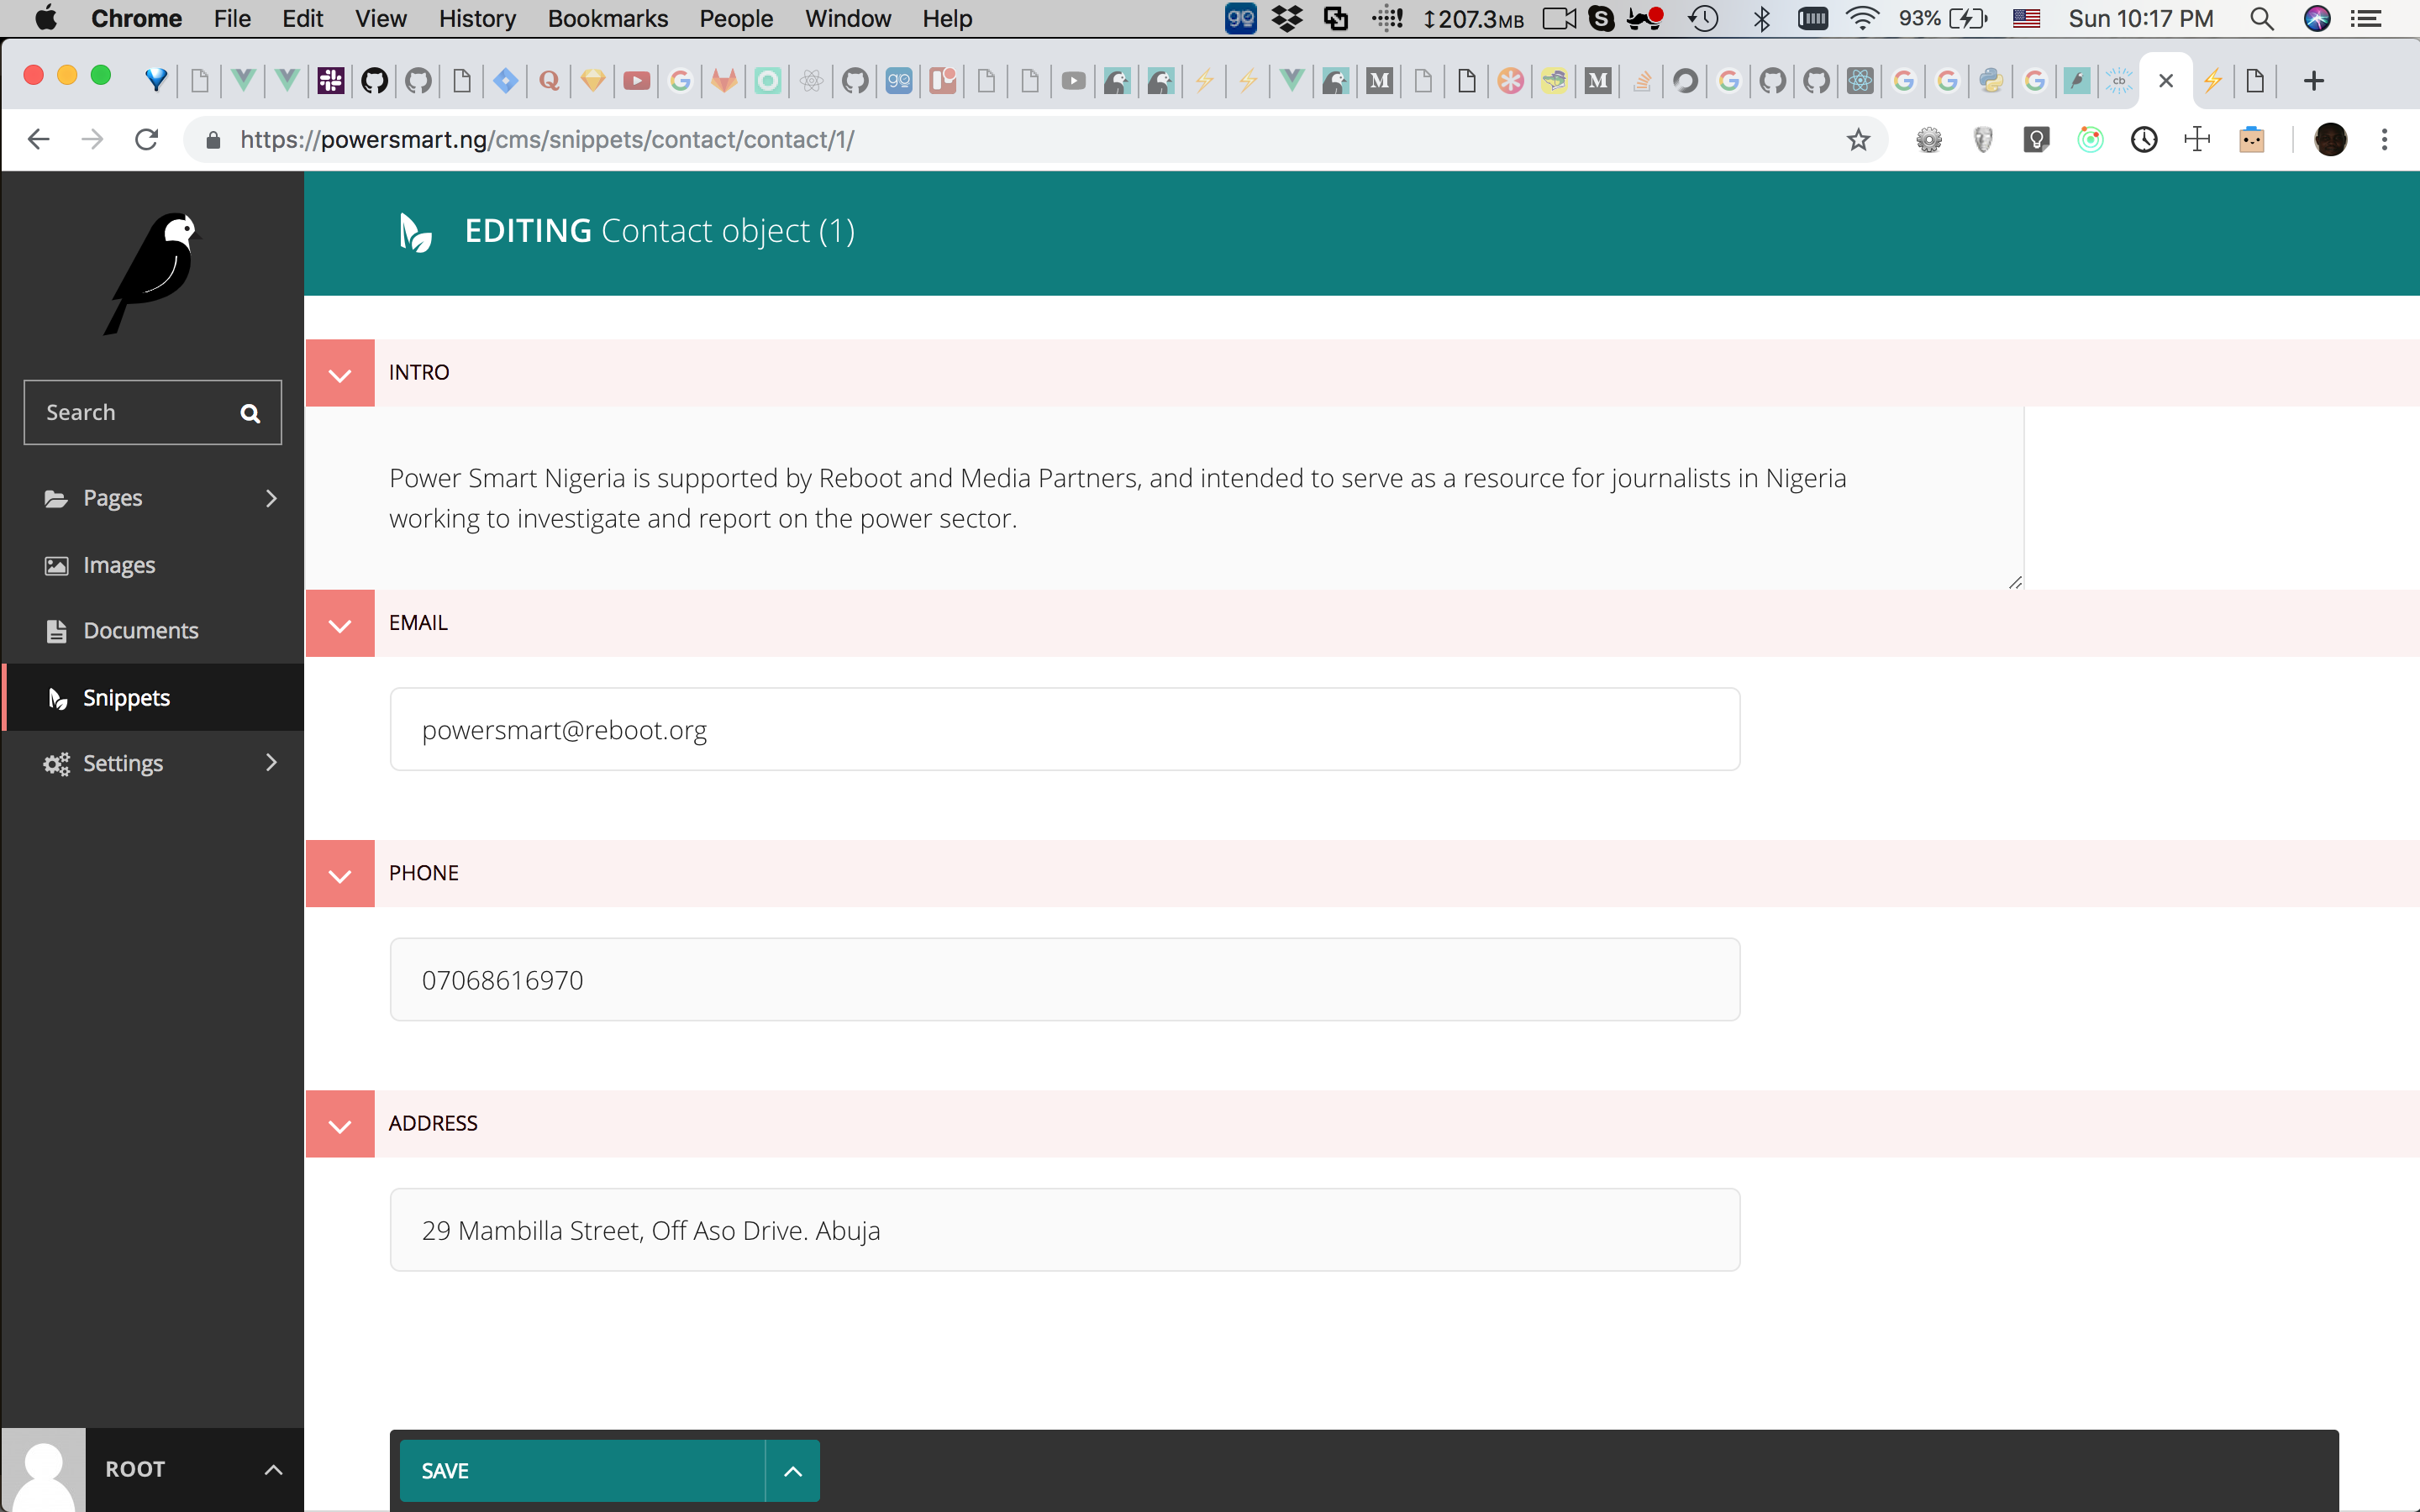 Chrome File Edit View History Bookmarks People Window Help 207.3MB 93% Sun 10:17 PM
https://powersmart.ng/cms/snippets/contact/contact/1/
EDITING Contact object (1)
Search
Pages
Images
Documents
Snippets
Settings
ROOT
INTRO
Power Smart Nigeria is supported by Reboot and Media Partners, and intended to serve as a resource for journalists in Nigeria
working to investigate and report on the power sector.
EMAIL
powersmart@reboot.org
PHONE
07068616970
ADDRESS
29 Mambilla Street, Off Aso Drive. Abuja
SAVE